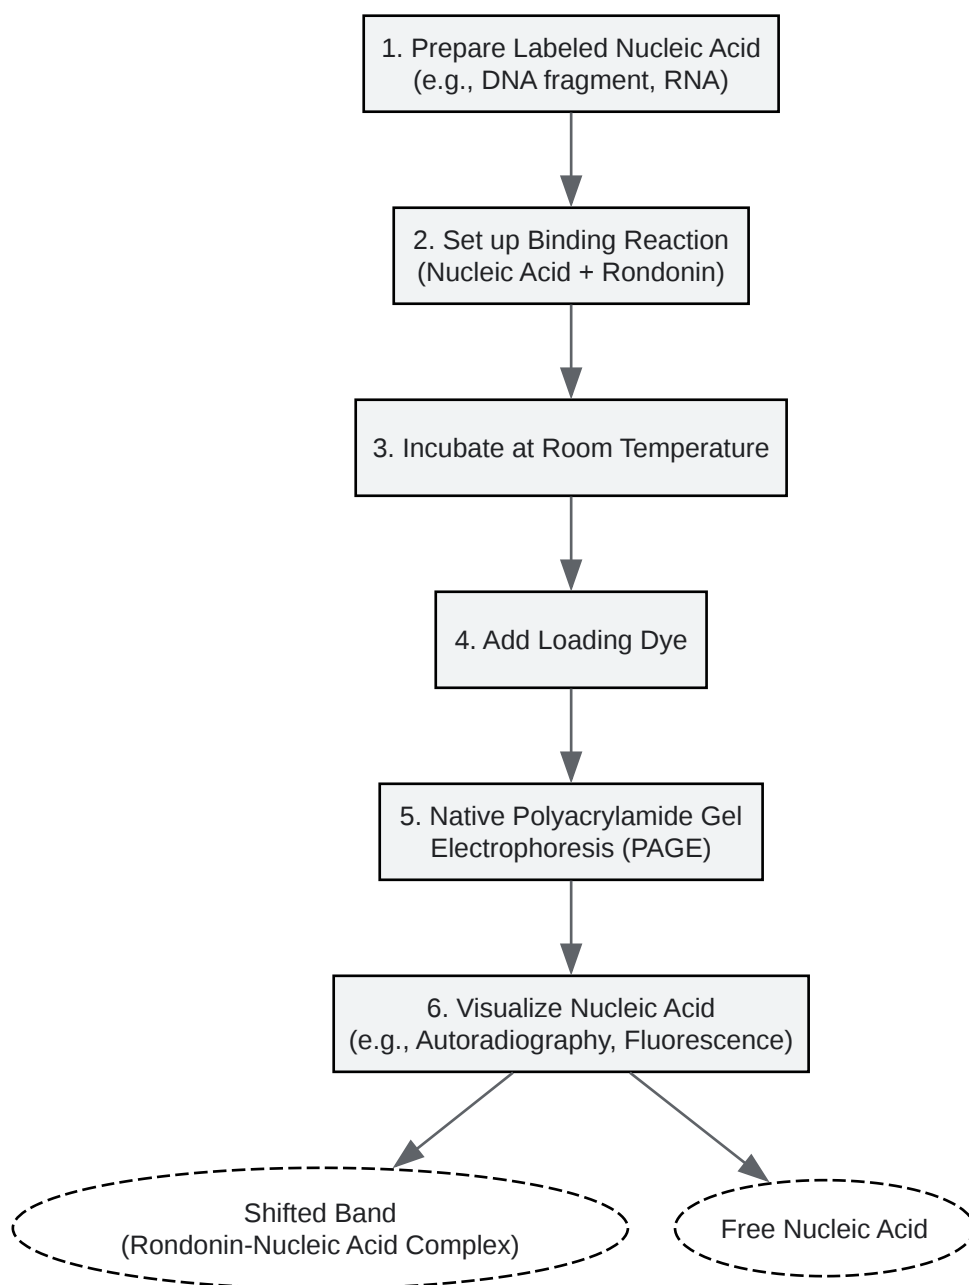 1. Prepare Labeled Nucleic Acid
(e.g., DNA fragment, RNA)
2. Set up Binding Reaction
(Nucleic Acid + Rondonin)
3. Incubate at Room Temperature
4. Add Loading Dye
5. Native Polyacrylamide Gel
Electrophoresis (PAGE)
6. Visualize Nucleic Acid
(e.g., Autoradiography, Fluorescence)
Shifted Band
(Rondonin-Nucleic Acid Complex)
Free Nucleic Acid